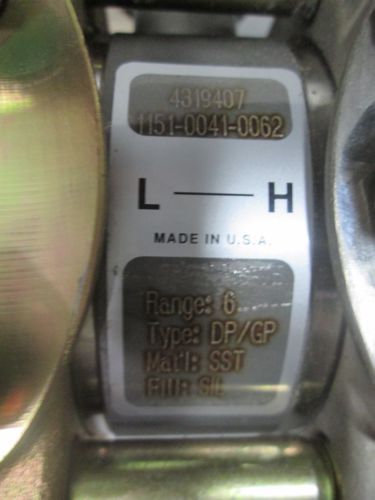 4319407
1151-0041-0062
L — H
MADE IN U.S.A.
Range: 6
Type: DP/GP
Mat'l: SST
Fill: SIL